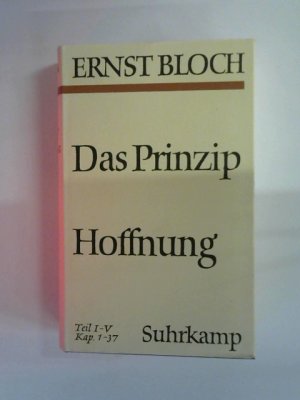 ERNST BLOCH
Das Prinzip
Hoffnung
Teil I-V
Kap. 1-37
Suhrkamp